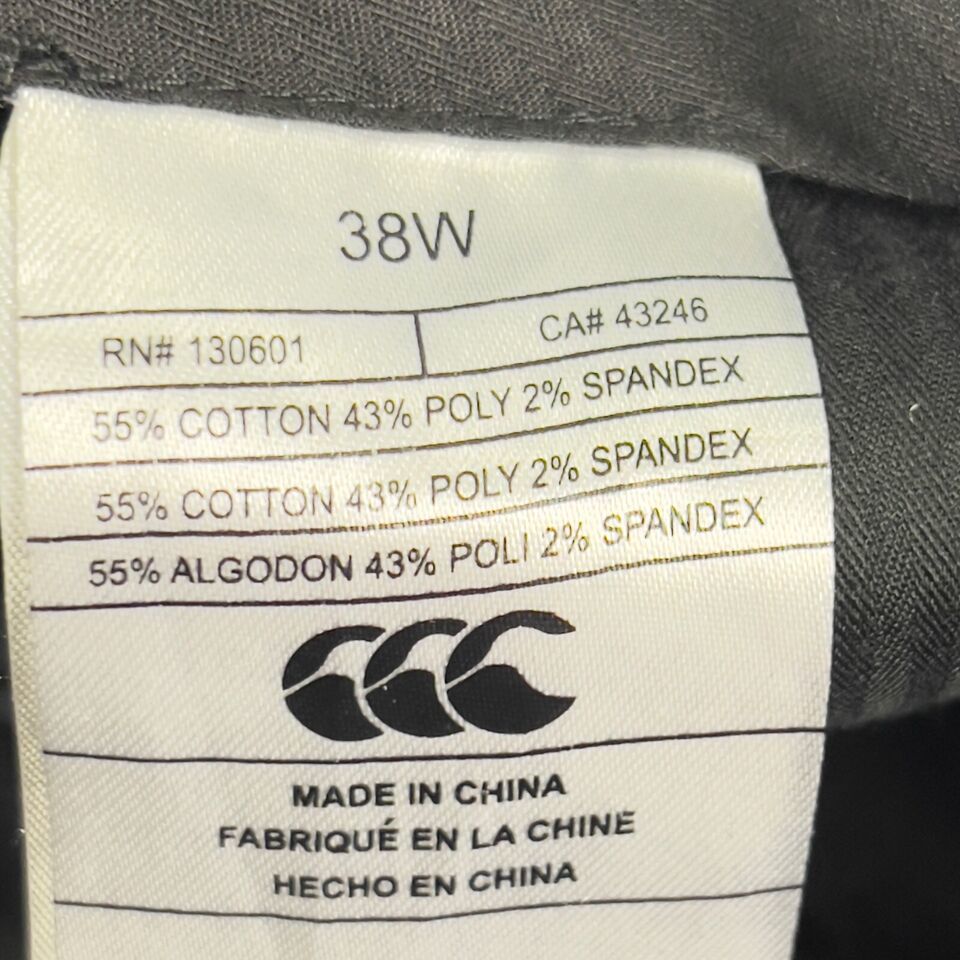 38W
RN# 130601 CA# 43246
55% COTTON 43% POLY 2% SPANDEX
55% COTTON 43% POLY 2% SPANDEX
55% ALGODON 43% POLI 2% SPANDEX
MADE IN CHINA
FABRIQUÉ EN LA CHINE
HECHO EN CHINA